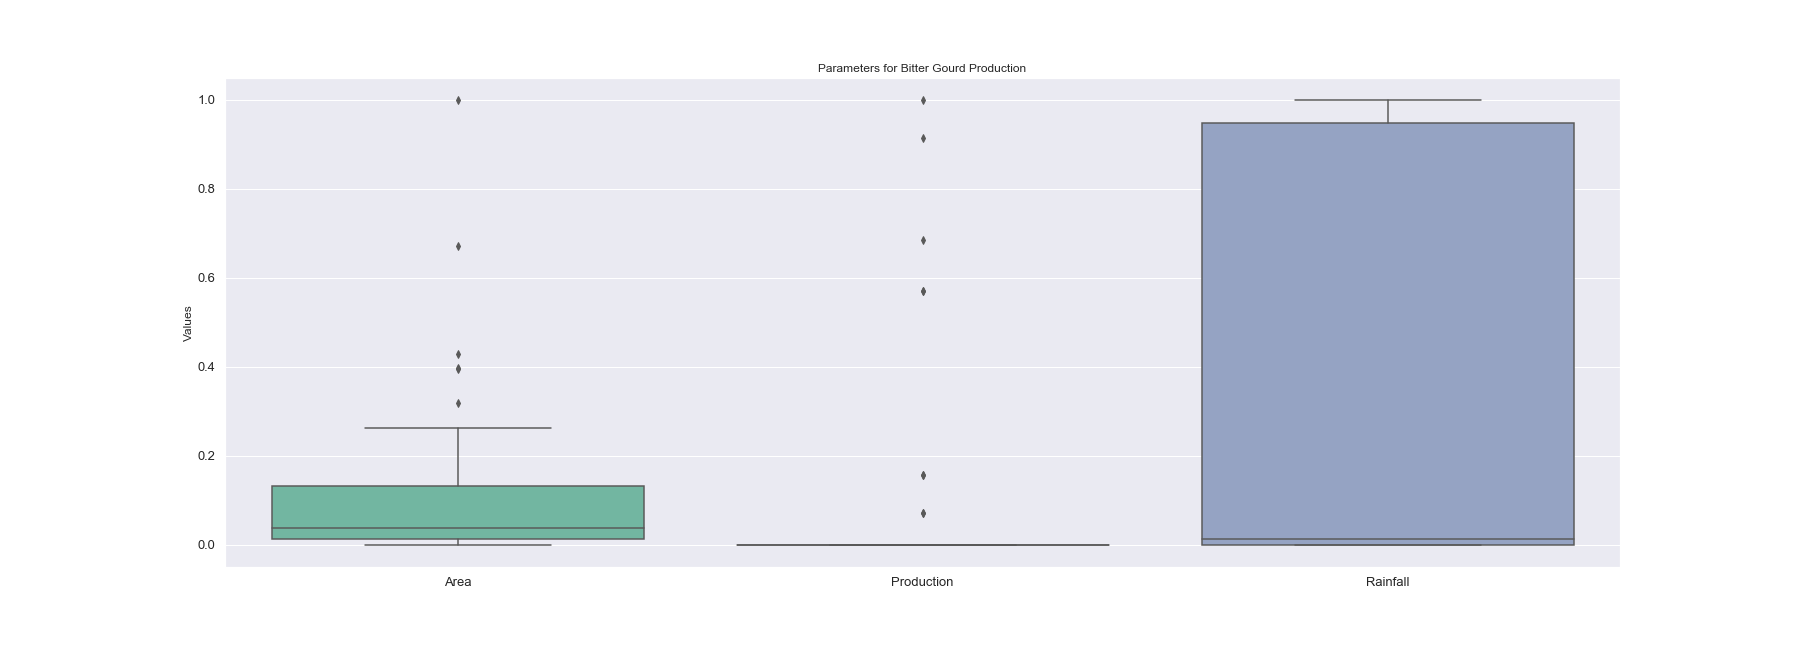 Parameters for Bitter Gourd Production
1.0
0.8
0.6
0.4
0.2
0.0
Values
Area
Production
Rainfall